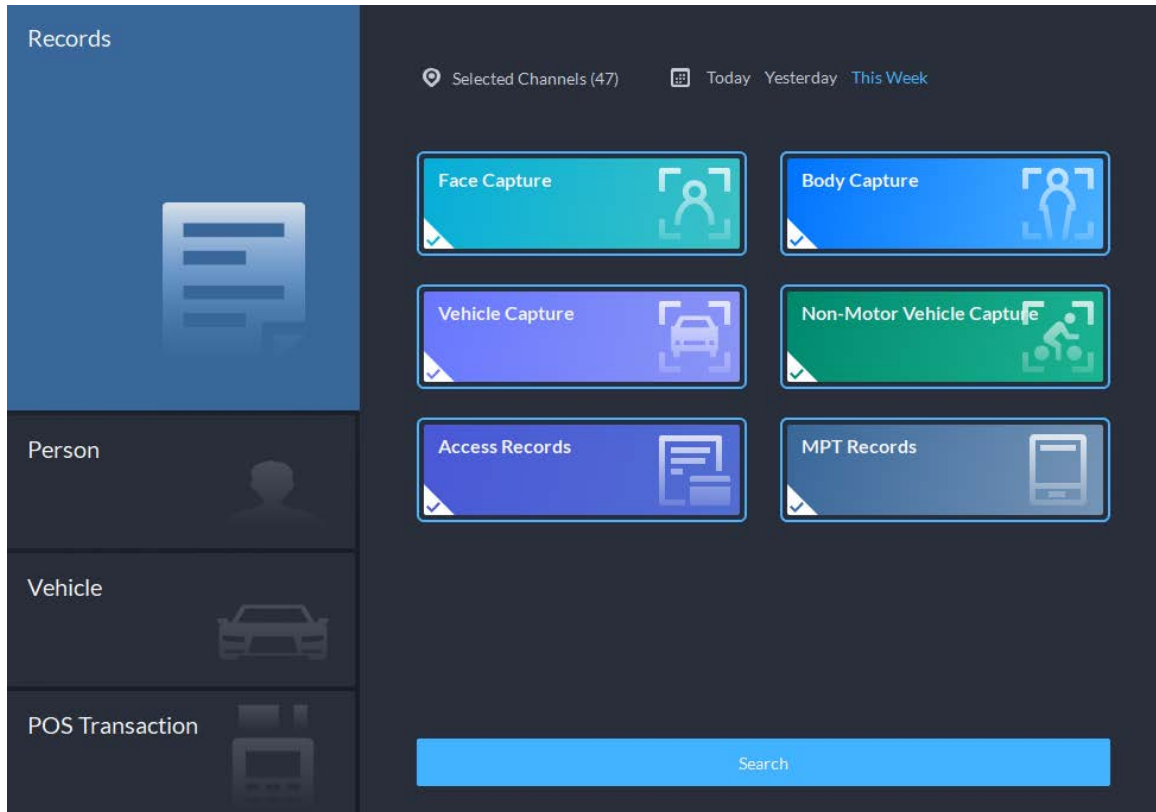 Records
Selected Channels (47) Today Yesterday This Week
Face Capture
Body Capture
Vehicle Capture
Non-Motor Vehicle Capture
Access Records
MPT Records
Person
Vehicle
POS Transaction
Search